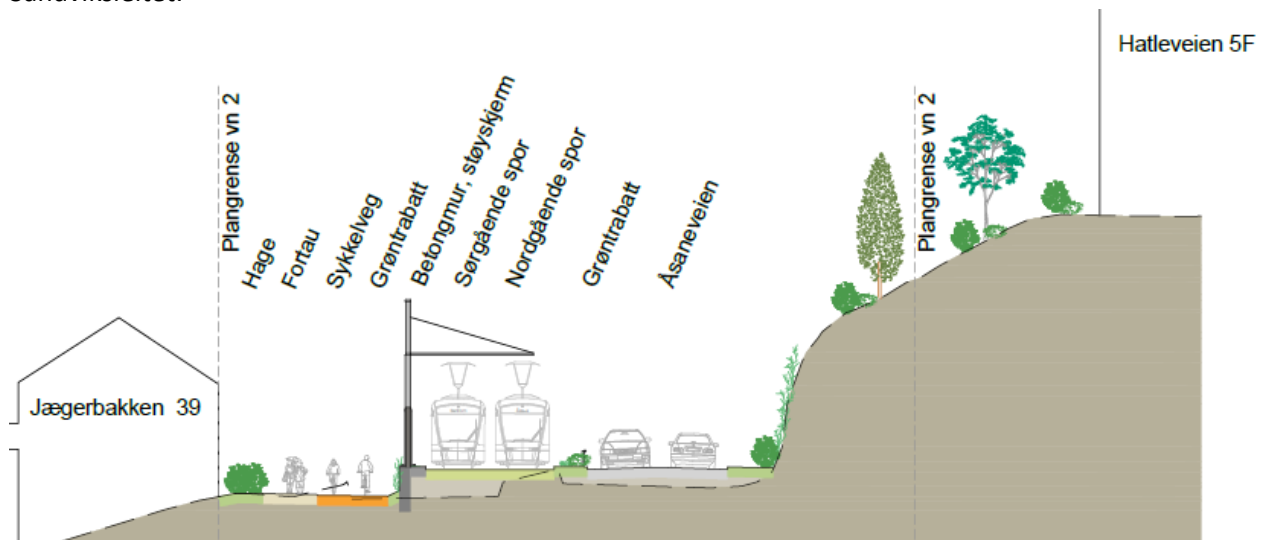 Hatleveien 5F
Plangrense vn 2
Hage
Fortau
Sykkelveg
Grøntrabatt
Betongmur, støyskjerm
Sørgående spor
Nordgående spor
Grøntrabatt
Åsaneveien
Plangrense vn 2
Jægerbakken 39